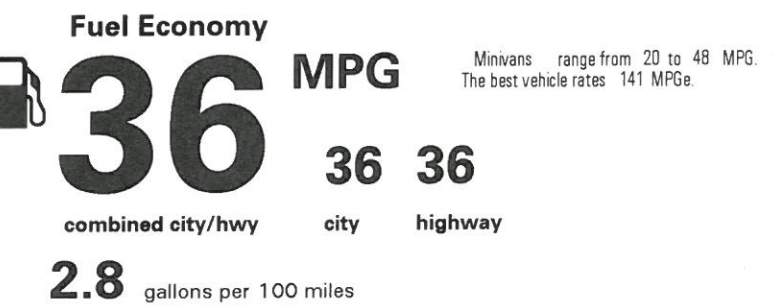 Fuel Economy
36 MPG
Minivans range from 20 to 48 MPG.
The best vehicle rates 141 MPGe.
36 36
combined city/hwy city highway
2.8 gallons per 100 miles